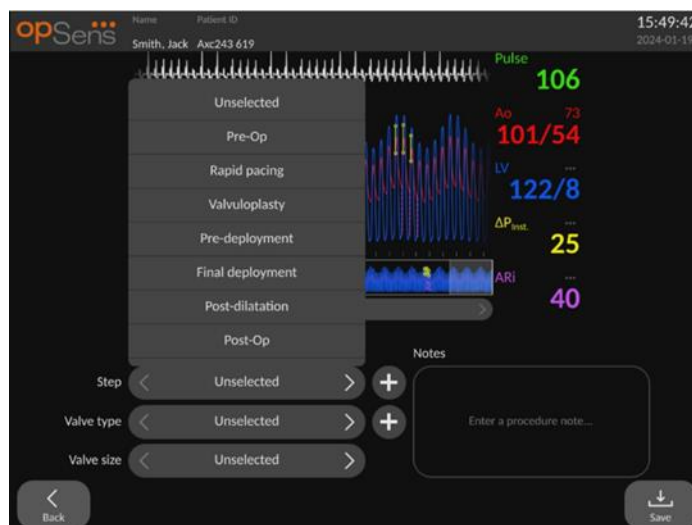 opSens
Name Patient ID
Smith, Jack Axc243 619
15:49:42
2024-01-19
Pulse
106
Ao 73
101/54
LV ---
122/8
ΔPInst. ---
25
ARi ---
40
Unselected
Pre-Op
Rapid pacing
Valvuloplasty
Pre-deployment
Final deployment
Post-dilatation
Post-Op
Notes
Step < Unselected > +
Valve type < Unselected > +
Enter a procedure note...
Valve size < Unselected >
Back
Save